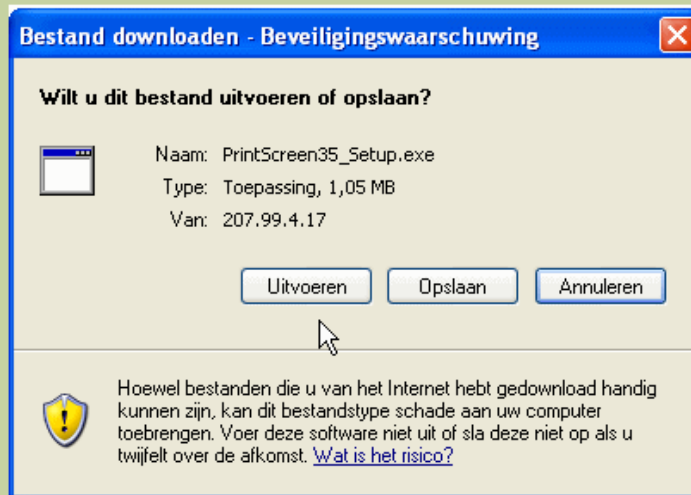 Bestand downloaden - Beveiligingswaarschuwing
Wilt u dit bestand uitvoeren of opslaan?
Naam: PrintScreen35_Setup.exe
Type: Toepassing, 1,05 MB
Van: 207.99.4.17
Uitvoeren Opslaan Annuleren
Hoewel bestanden die u van het Internet hebt gedownload handig
kunnen zijn, kan dit bestandstype schade aan uw computer
toebrengen. Voer deze software niet uit of sla deze niet op als u
twijfelt over de afkomst. Wat is het risico?